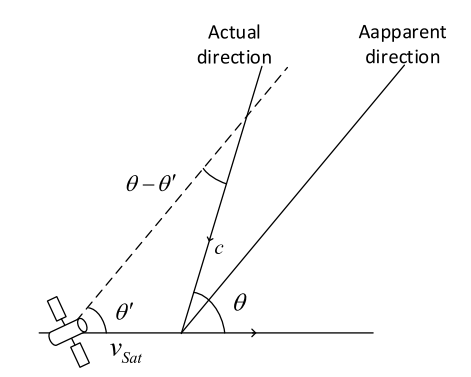 Actual
direction
Aapparent
direction
θ − θ′
c
θ
θ′
v_Sat